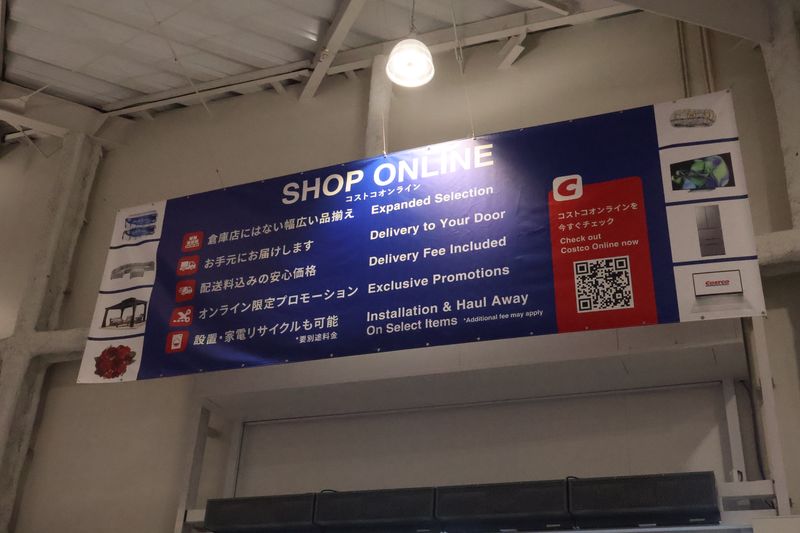 SHOP ONLINE
コストコオンライン
倉庫店にはない幅広い品揃え Expanded Selection
お手元にお届けします Delivery to Your Door
配送料込みの安心価格 Delivery Fee Included
オンライン限定プロモーション Exclusive Promotions
設置・家電リサイクルも可能 Installation & Haul Away
*要別途料金 On Select Items *Additional fee may apply
コストコオンラインを
今すぐチェック
Check out
Costco Online now
COSTCO